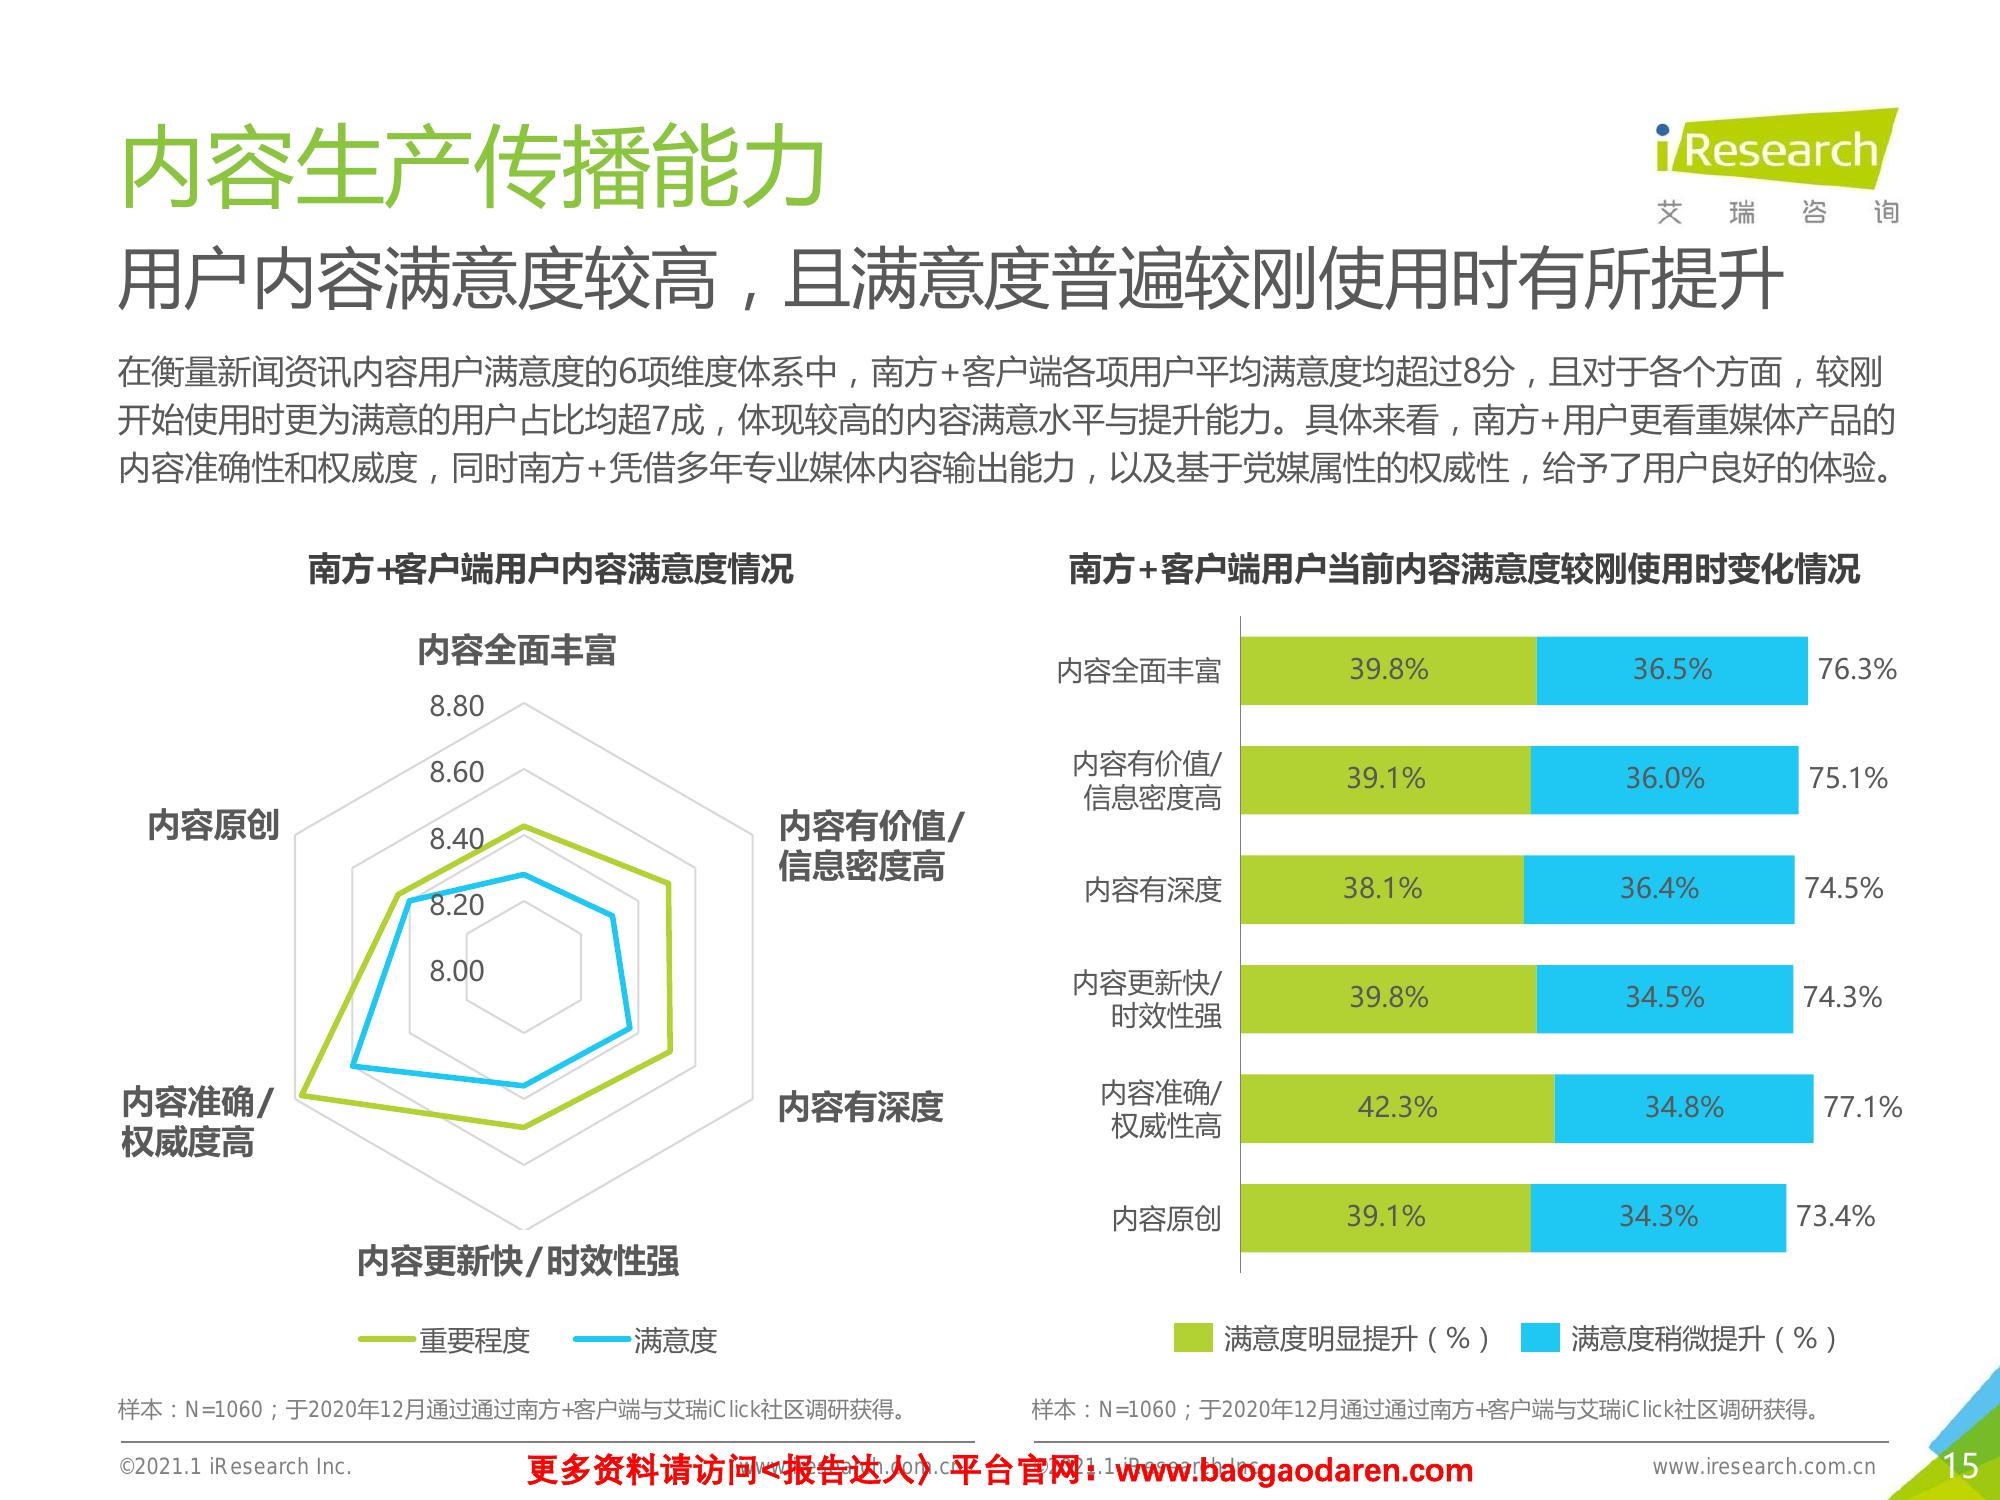 内容生产传播能力
iResearch
艾瑞咨询
用户内容满意度较高，且满意度普遍较刚使用时有所提升
在衡量新闻资讯内容用户满意度的6项维度体系中，南方+客户端各项用户平均满意度均超过8分，且对于各个方面，较刚
开始使用时更为满意的用户占比均超7成，体现较高的内容满意水平与提升能力。具体来看，南方+用户更看重媒体产品的
内容准确性和权威度，同时南方+凭借多年专业媒体内容输出能力，以及基于党媒属性的权威性，给予了用户良好的体验。
南方+客户端用户内容满意度情况
内容全面丰富
8.80
8.60
8.40
8.20
8.00
内容原创
内容有价值/
信息密度高
内容准确/
权威度高
内容有深度
内容更新快/时效性强
重要程度 满意度
南方+客户端用户当前内容满意度较刚使用时变化情况
内容全面丰富 39.8% 36.5% 76.3%
内容有价值/
信息密度高 39.1% 36.0% 75.1%
内容有深度 38.1% 36.4% 74.5%
内容更新快/
时效性强 39.8% 34.5% 74.3%
内容准确/
权威性高 42.3% 34.8% 77.1%
内容原创 39.1% 34.3% 73.4%
满意度明显提升（%） 满意度稍微提升（%）
样本：N=1060；于2020年12月通过通过南方+客户端与艾瑞iClick社区调研获得。
样本：N=1060；于2020年12月通过通过南方+客户端与艾瑞iClick社区调研获得。
©2021.1 iResearch Inc. www.iresearch.com.cn
©2021.1 iResearch Inc. www.iresearch.com.cn
更多资料请访问<报告达人〉平台官网：www.baogaodaren.com
15